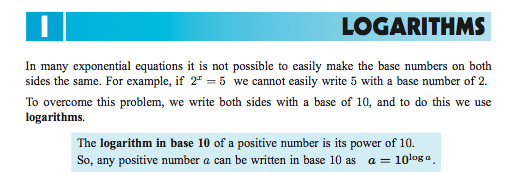 I LOGARITHMS
In many exponential equations it is not possible to easily make the base numbers on both
sides the same. For example, if 2ˣ = 5 we cannot easily write 5 with a base number of 2.
To overcome this problem, we write both sides with a base of 10, and to do this we use
logarithms.
The logarithm in base 10 of a positive number is its power of 10.
So, any positive number a can be written in base 10 as a = 10^log a.